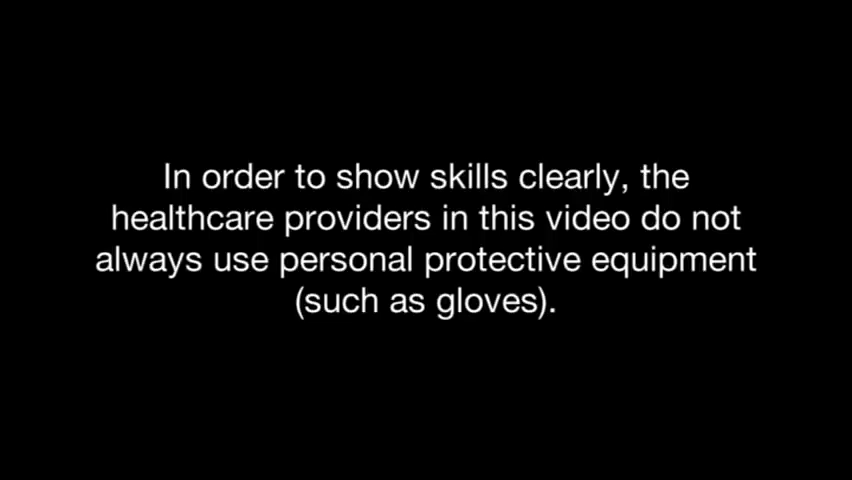 In order to show skills clearly, the
healthcare providers in this video do not
always use personal protective equipment
(such as gloves).